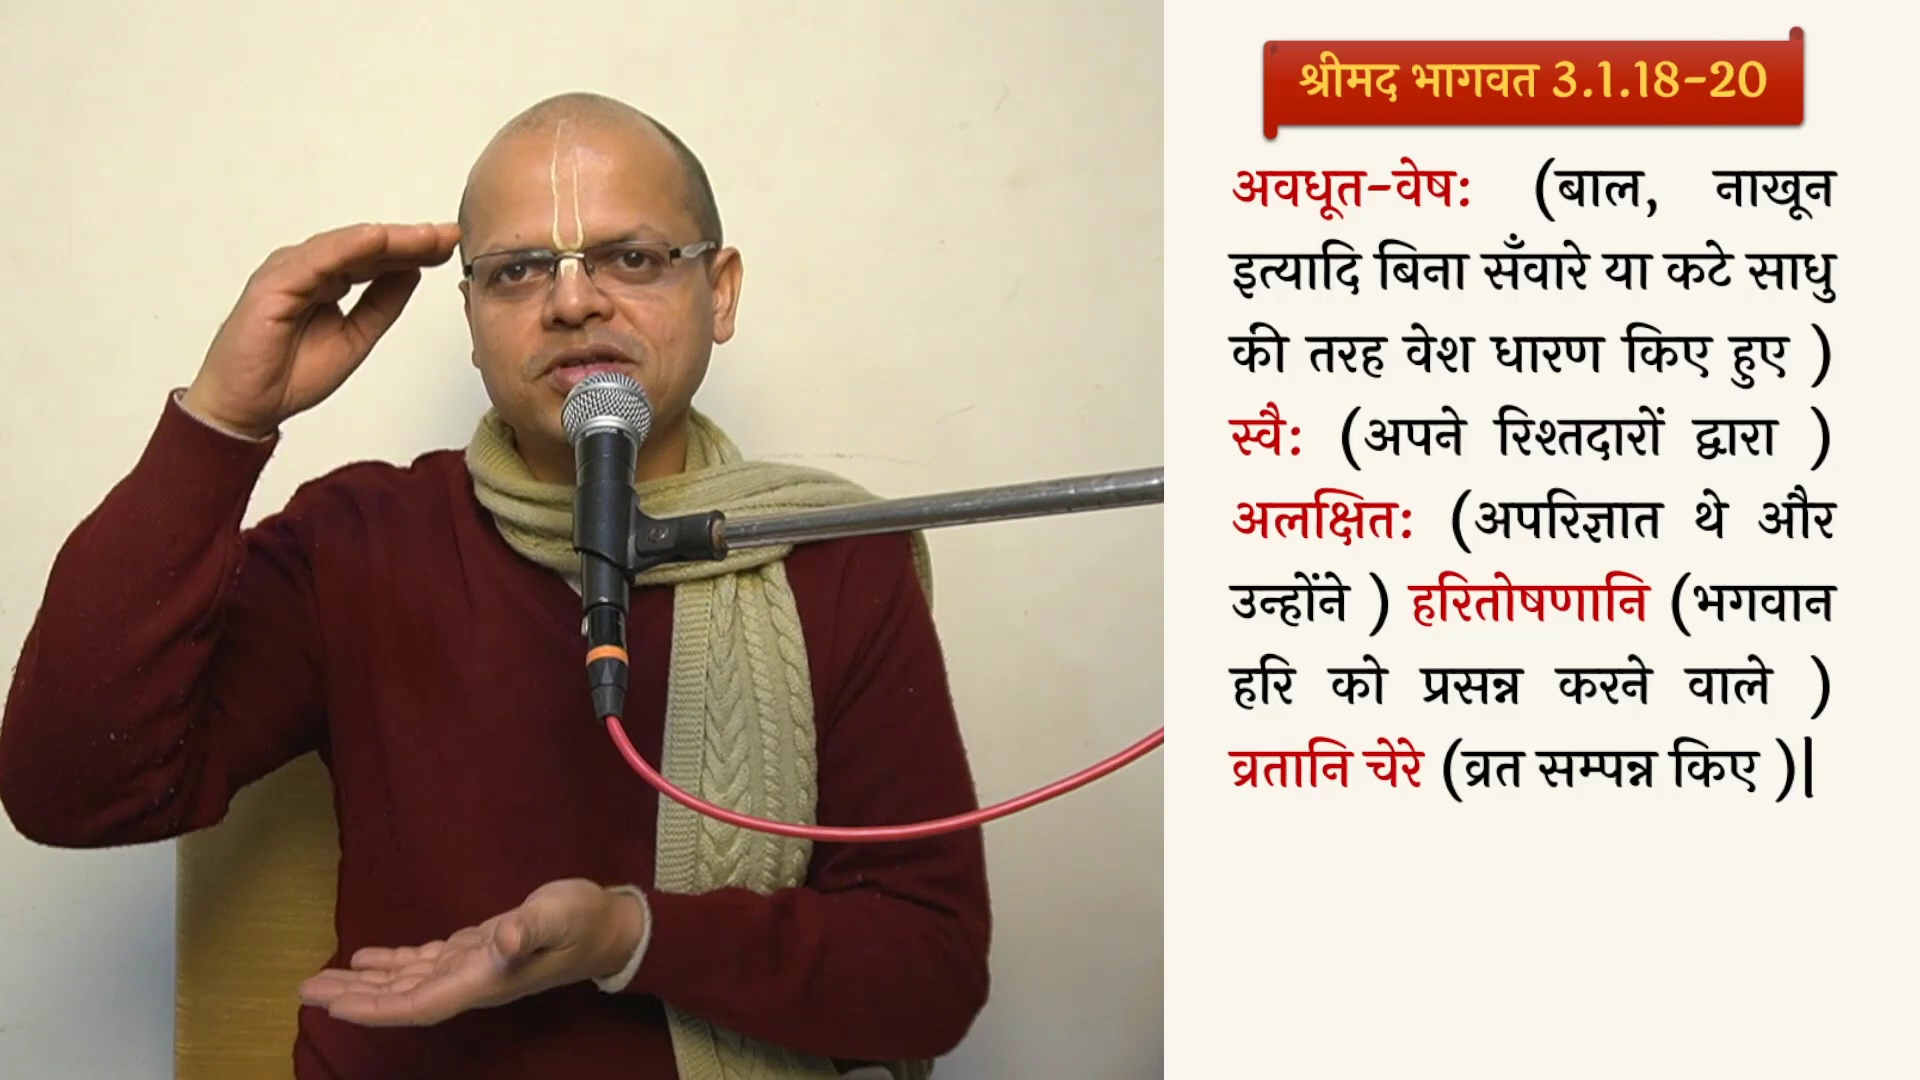 श्रीमद भागवत 3.1.18-20
अवधूत-वेष: (बाल, नाखून
इत्यादि बिना सँवारे या कटे साधु
की तरह वेश धारण किए हुए )
स्वै: (अपने रिश्तदारों द्वारा )
अलक्षित: (अपरिज्ञात थे और
उन्होंने ) हरितोषणानि (भगवान
हरि को प्रसन्न करने वाले )
व्रतानि चेरे (व्रत सम्पन्न किए )|